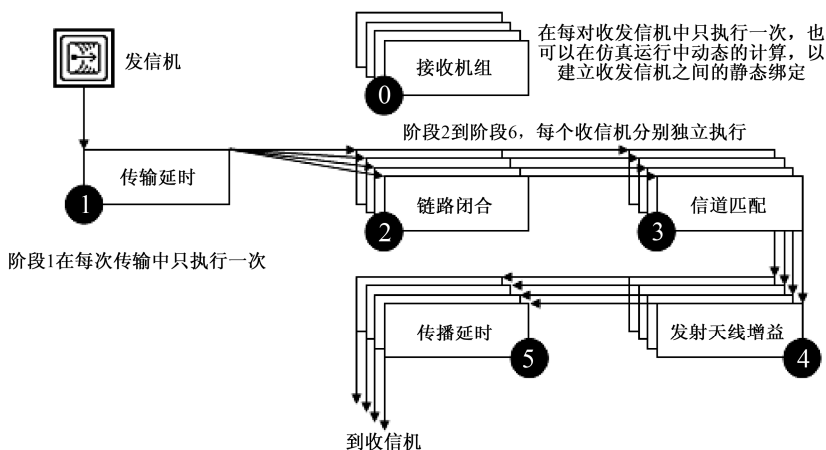 发信机
接收机组
0
在每对收发信机中只执行一次，也
可以在仿真运行中动态的计算，以
建立收发信机之间的静态绑定
阶段2到阶段6，每个收信机分别独立执行
传输延时
1
链路闭合
2
信道匹配
3
阶段1在每次传输中只执行一次
传播延时
5
发射天线增益
4
到收信机